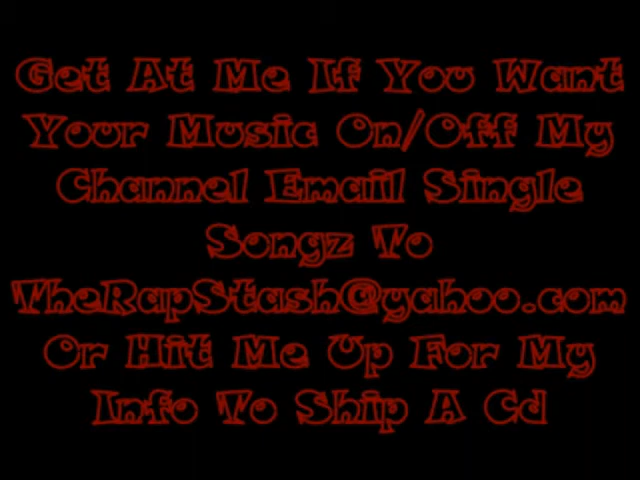 Get At Me If You Want
Your Music On/Off My
Channel Email Single
Songz To
TheRapStash@yahoo.com
Or Hit Me Up For My
Info To Ship A Cd